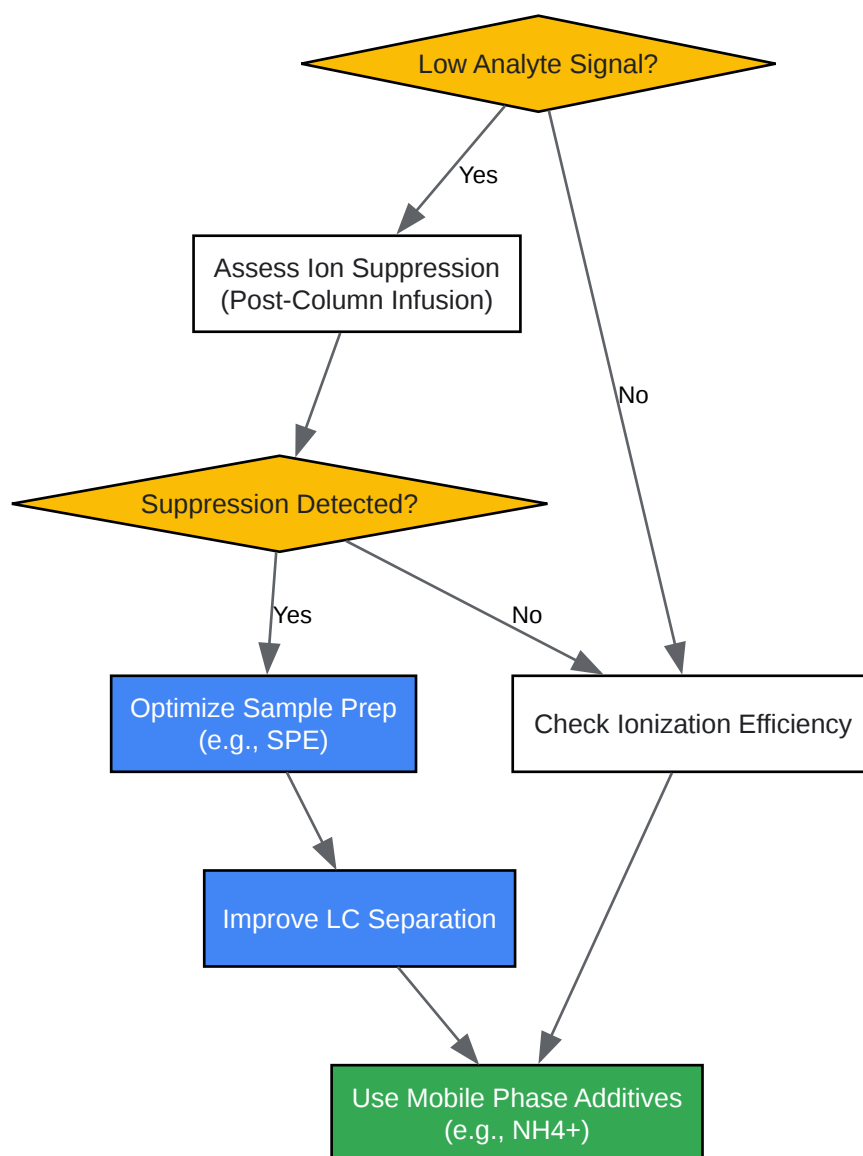 Low Analyte Signal?
Yes
Assess Ion Suppression
(Post-Column Infusion)
No
Suppression Detected?
Yes
No
Optimize Sample Prep
(e.g., SPE)
Check Ionization Efficiency
Improve LC Separation
Use Mobile Phase Additives
(e.g., NH4+)